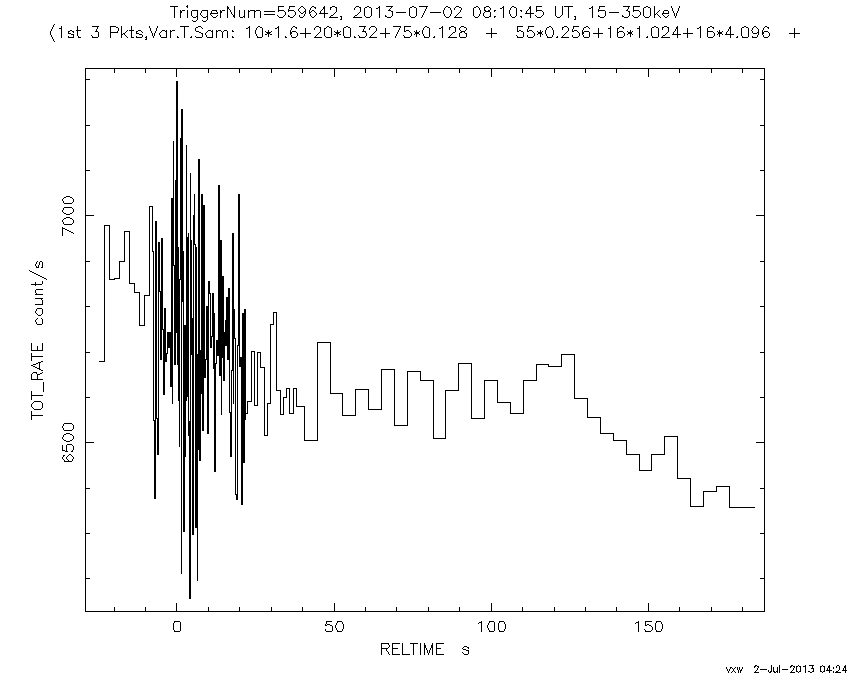 TriggerNum=559642, 2013-07-02 08:10:45 UT, 15-350keV
(1st 3 Pkts,Var.T.Sam: 10*1.6+20*0.32+75*0.128 + 55*0.256+16*1.024+16*4.096 +
7000
6500
TOT_RATE count/s
0 50 100 150
RELTIME s
vxw 2-Jul-2013 04:24